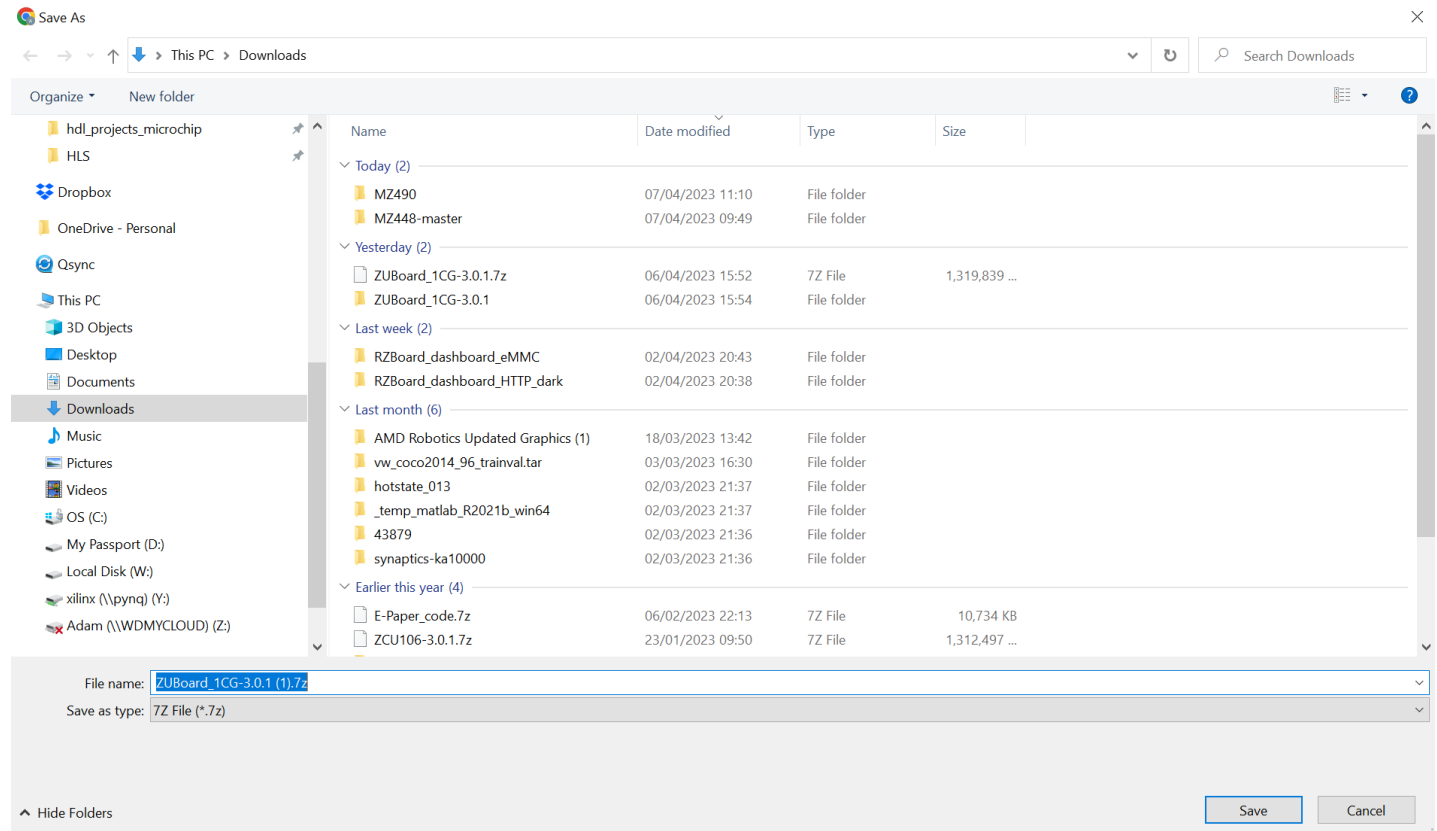 Save As
This PC > Downloads
Search Downloads
Organize
New folder
?
hdl_projects_microchip
HLS
Dropbox
OneDrive - Personal
Qsync
This PC
3D Objects
Desktop
Documents
Downloads
Music
Pictures
Videos
OS (C:)
My Passport (D:)
Local Disk (W:)
xilinx (\\pynq) (Y:)
Adam (\\WDMYCLOUD) (Z:)
Name Date modified Type Size
Today (2)
MZ490 07/04/2023 11:10 File folder
MZ448-master 07/04/2023 09:49 File folder
Yesterday (2)
ZUBoard_1CG-3.0.1.7z 06/04/2023 15:52 7Z File 1,319,839 ...
ZUBoard_1CG-3.0.1 06/04/2023 15:54 File folder
Last week (2)
RZBoard_dashboard_eMMC 02/04/2023 20:43 File folder
RZBoard_dashboard_HTTP_dark 02/04/2023 20:38 File folder
Last month (6)
AMD Robotics Updated Graphics (1) 18/03/2023 13:42 File folder
vw_coco2014_96_trainval.tar 03/03/2023 16:30 File folder
hotstate_013 02/03/2023 21:37 File folder
_temp_matlab_R2021b_win64 02/03/2023 21:37 File folder
43879 02/03/2023 21:36 File folder
synaptics-ka10000 02/03/2023 21:36 File folder
Earlier this year (4)
E-Paper_code.7z 06/02/2023 22:13 7Z File 10,734 KB
ZCU106-3.0.1.7z 23/01/2023 09:50 7Z File 1,312,497 ...
File name: ZUBoard_1CG-3.0.1 (1).7z
Save as type: 7Z File (*.7z)
Hide Folders
Save
Cancel